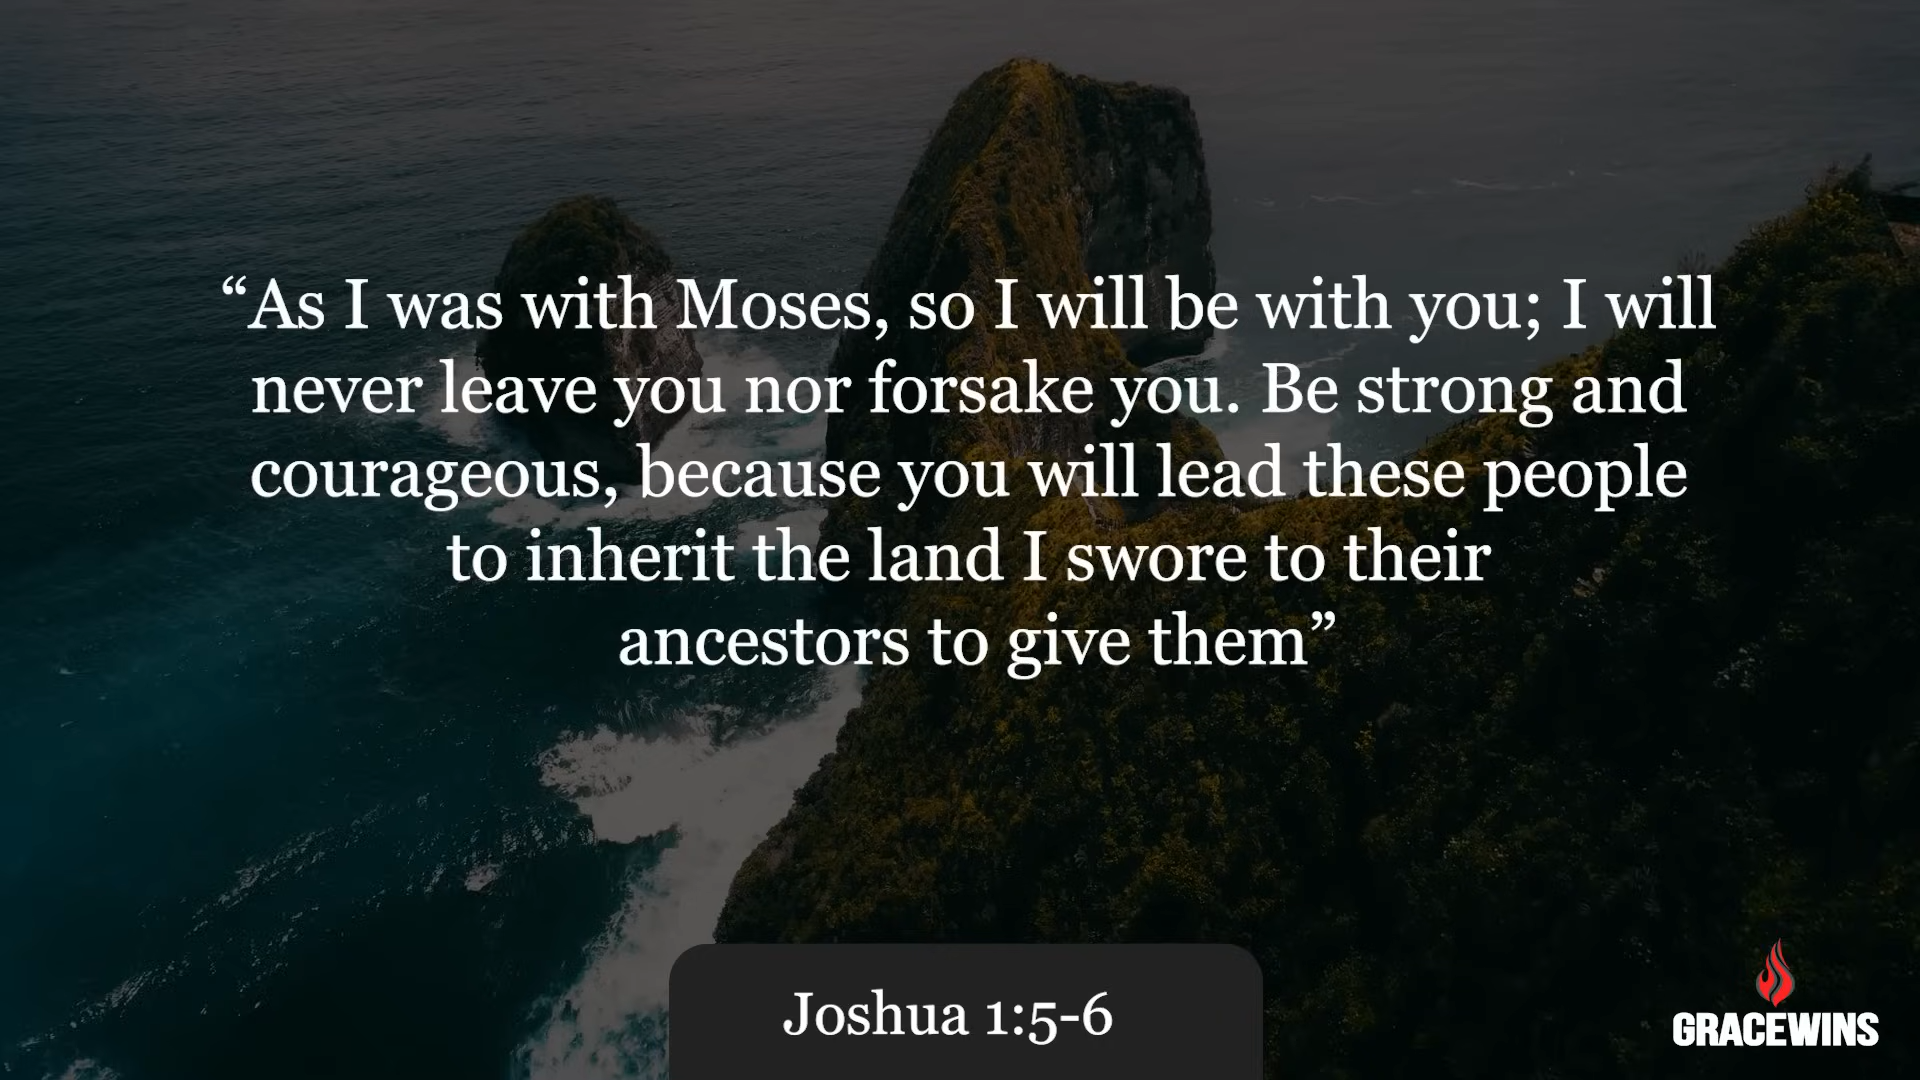 “As I was with Moses, so I will be with you; I will
never leave you nor forsake you. Be strong and
courageous, because you will lead these people
to inherit the land I swore to their
ancestors to give them”
Joshua 1:5-6
GRACEWINS